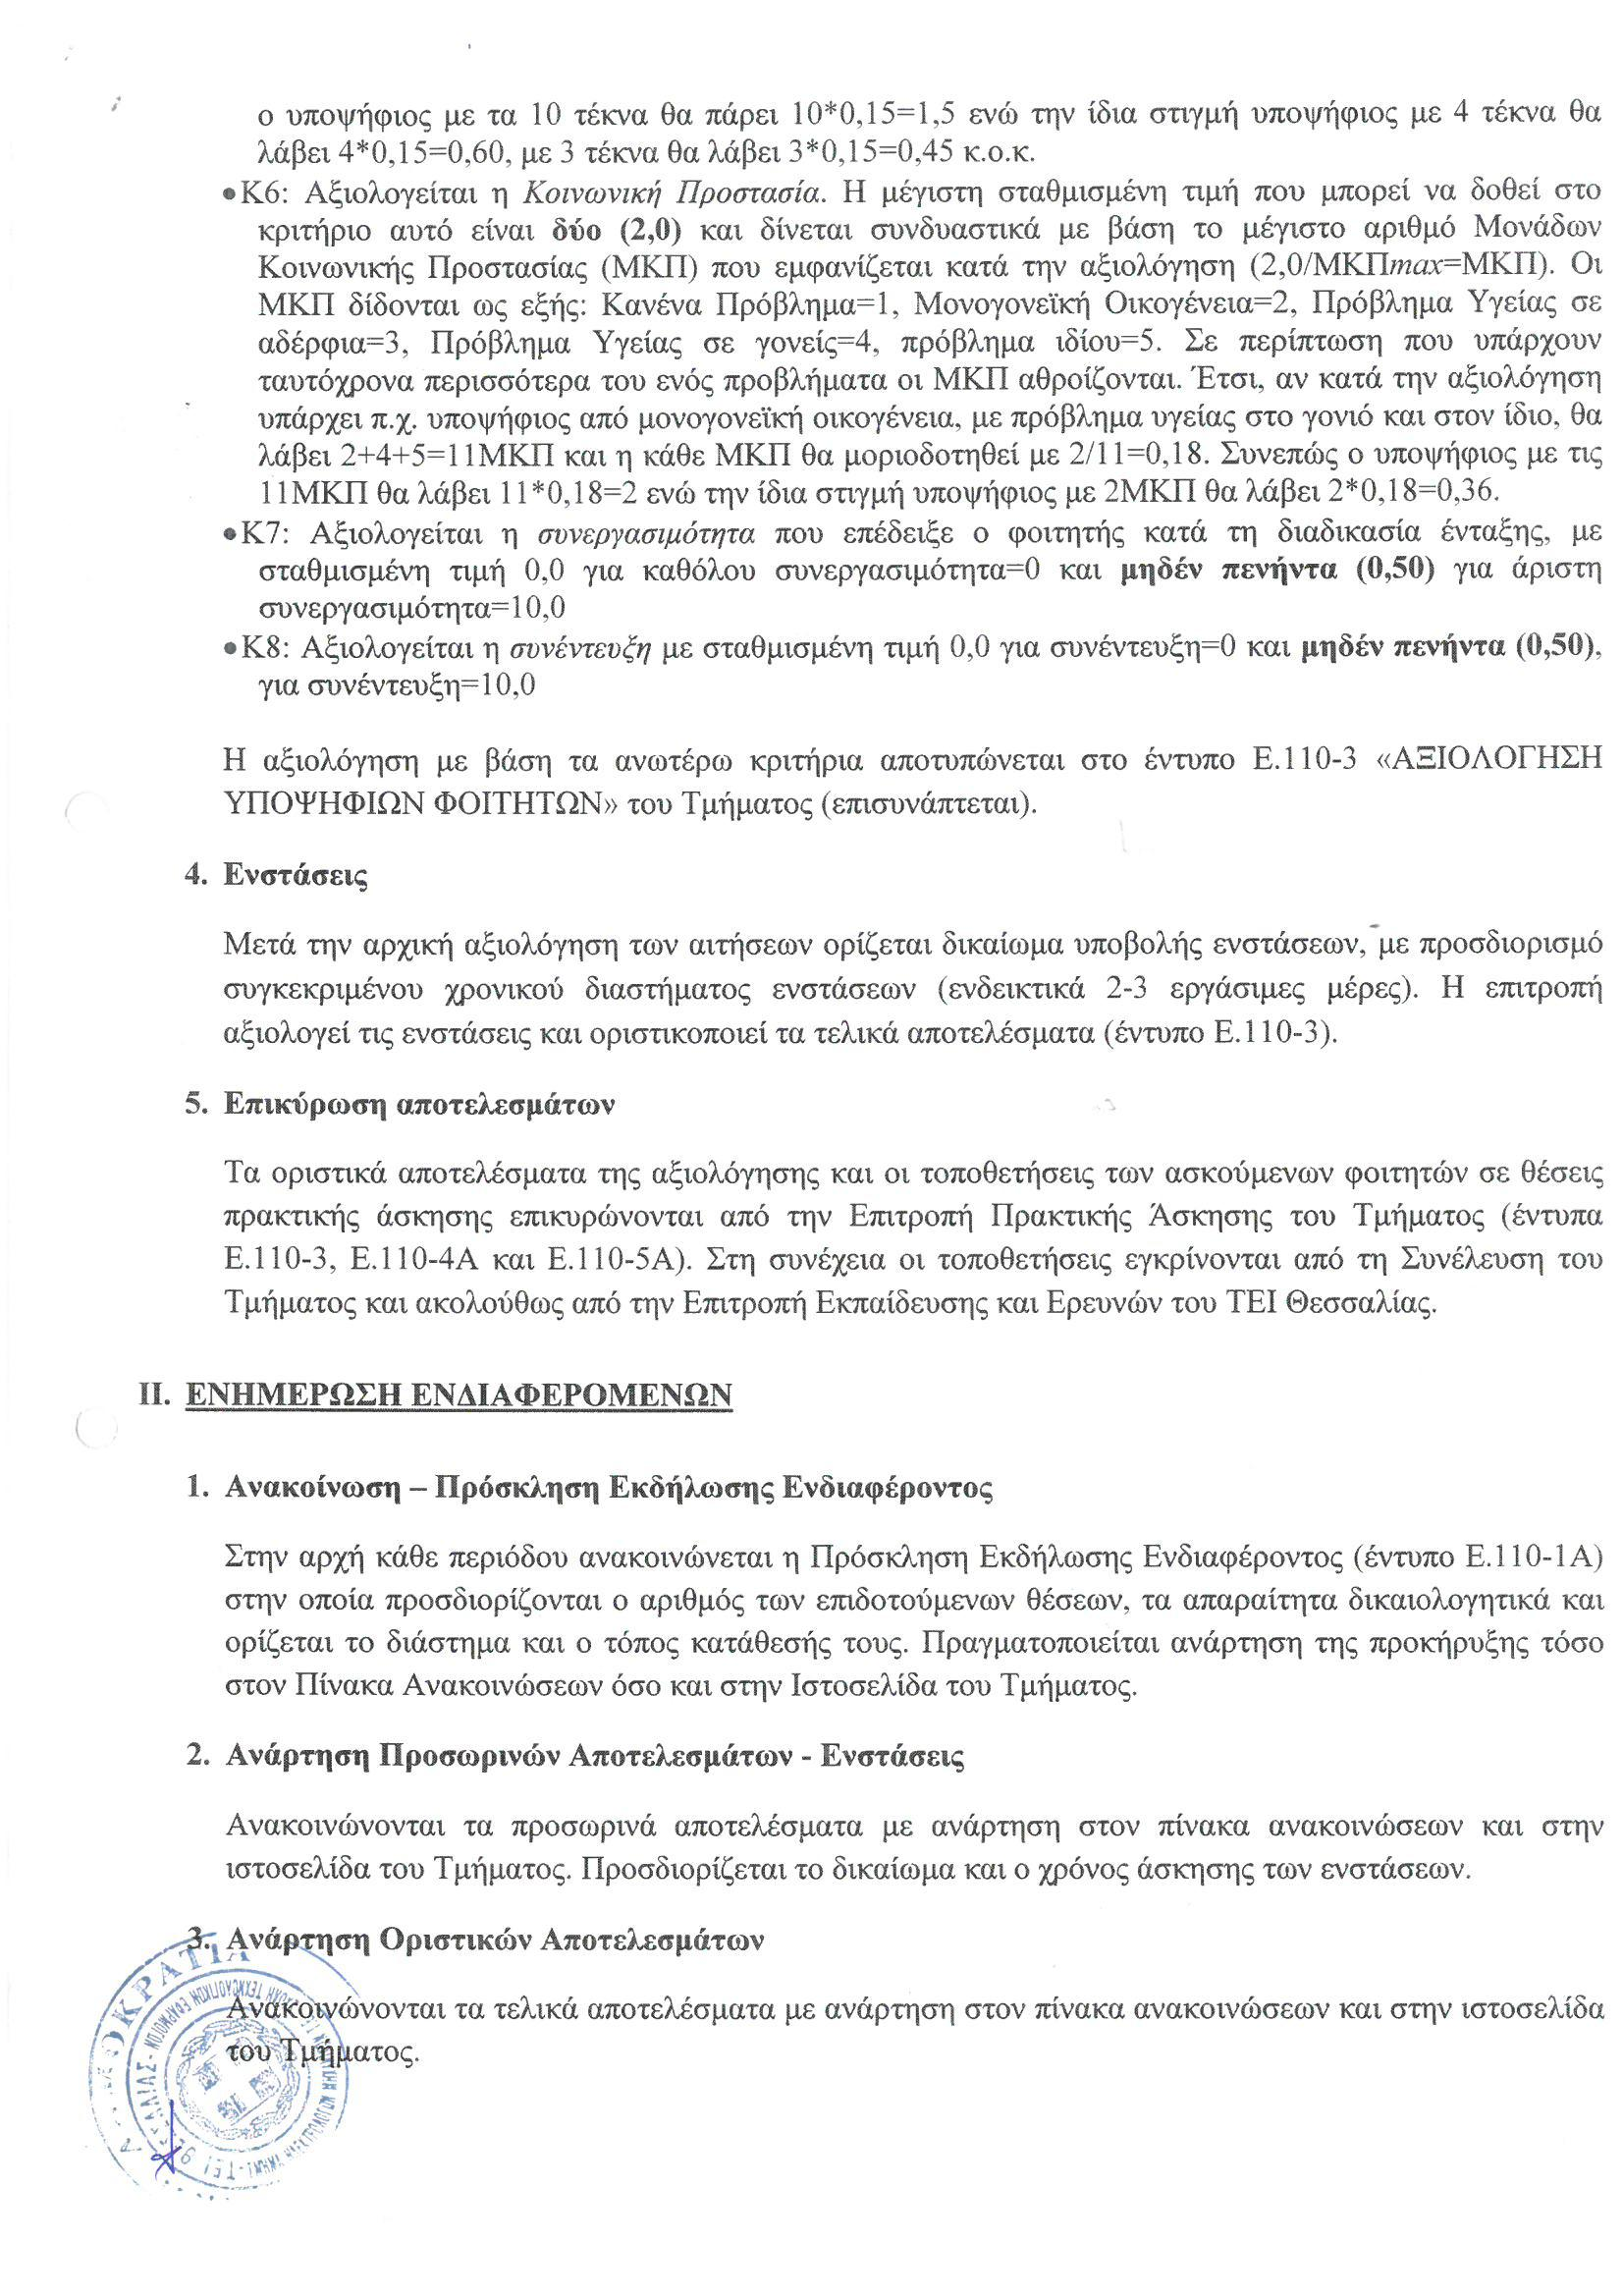 ο υποψήφιος με τα 10 τέκνα θα πάρει 10*0,15=1,5 ενώ την ίδια στιγμή υποψήφιος με 4 τέκνα θα
λάβει 4*0,15=0,60, με 3 τέκνα θα λάβει 3*0,15=0,45 κ.ο.κ.
•Κ6: Αξιολογείται η Κοινωνική Προστασία. Η μέγιστη σταθμισμένη τιμή που μπορεί να δοθεί στο
κριτήριο αυτό είναι δύο (2,0) και δίνεται συνδυαστικά με βάση το μέγιστο αριθμό Μονάδων
Κοινωνικής Προστασίας (ΜΚΠ) που εμφανίζεται κατά την αξιολόγηση (2,0/ΜΚΠmax=ΜΚΠ). Οι
ΜΚΠ δίδονται ως εξής: Κανένα Πρόβλημα=1, Μονογονεϊκή Οικογένεια=2, Πρόβλημα Υγείας σε
αδέρφια=3, Πρόβλημα Υγείας σε γονείς=4, πρόβλημα ιδίου=5. Σε περίπτωση που υπάρχουν
ταυτόχρονα περισσότερα του ενός προβλήματα οι ΜΚΠ αθροίζονται. Έτσι, αν κατά την αξιολόγηση
υπάρχει π.χ. υποψήφιος από μονογονεϊκή οικογένεια, με πρόβλημα υγείας στο γονιό και στον ίδιο, θα
λάβει 2+4+5=11ΜΚΠ και η κάθε ΜΚΠ θα μοριοδοτηθεί με 2/11=0,18. Συνεπώς ο υποψήφιος με τις
11ΜΚΠ θα λάβει 11*0,18=2 ενώ την ίδια στιγμή υποψήφιος με 2ΜΚΠ θα λάβει 2*0,18=0,36.
•Κ7: Αξιολογείται η συνεργασιμότητα που επέδειξε ο φοιτητής κατά τη διαδικασία ένταξης, με
σταθμισμένη τιμή 0,0 για καθόλου συνεργασιμότητα=0 και μηδέν πενήντα (0,50) για άριστη
συνεργασιμότητα=10,0
•Κ8: Αξιολογείται η συνέντευξη με σταθμισμένη τιμή 0,0 για συνέντευξη=0 και μηδέν πενήντα (0,50),
για συνέντευξη=10,0
Η αξιολόγηση με βάση τα ανωτέρω κριτήρια αποτυπώνεται στο έντυπο Ε.110-3 «ΑΞΙΟΛΟΓΗΣΗ
ΥΠΟΨΗΦΙΩΝ ΦΟΙΤΗΤΩΝ» του Τμήματος (επισυνάπτεται).
4. Ενστάσεις
Μετά την αρχική αξιολόγηση των αιτήσεων ορίζεται δικαίωμα υποβολής ενστάσεων, με προσδιορισμό
συγκεκριμένου χρονικού διαστήματος ενστάσεων (ενδεικτικά 2-3 εργάσιμες μέρες). Η επιτροπή
αξιολογεί τις ενστάσεις και οριστικοποιεί τα τελικά αποτελέσματα (έντυπο Ε.110-3).
5. Επικύρωση αποτελεσμάτων
Τα οριστικά αποτελέσματα της αξιολόγησης και οι τοποθετήσεις των ασκούμενων φοιτητών σε θέσεις
πρακτικής άσκησης επικυρώνονται από την Επιτροπή Πρακτικής Άσκησης του Τμήματος (έντυπα
Ε.110-3, Ε.110-4Α και Ε.110-5Α). Στη συνέχεια οι τοποθετήσεις εγκρίνονται από τη Συνέλευση του
Τμήματος και ακολούθως από την Επιτροπή Εκπαίδευσης και Ερευνών του ΤΕΙ Θεσσαλίας.
ΙΙ. ΕΝΗΜΕΡΩΣΗ ΕΝΔΙΑΦΕΡΟΜΕΝΩΝ
1. Ανακοίνωση – Πρόσκληση Εκδήλωσης Ενδιαφέροντος
Στην αρχή κάθε περιόδου ανακοινώνεται η Πρόσκληση Εκδήλωσης Ενδιαφέροντος (έντυπο Ε.110-1Α)
στην οποία προσδιορίζονται ο αριθμός των επιδοτούμενων θέσεων, τα απαραίτητα δικαιολογητικά και
ορίζεται το διάστημα και ο τόπος κατάθεσής τους. Πραγματοποιείται ανάρτηση της προκήρυξης τόσο
στον Πίνακα Ανακοινώσεων όσο και στην Ιστοσελίδα του Τμήματος.
2. Ανάρτηση Προσωρινών Αποτελεσμάτων - Ενστάσεις
Ανακοινώνονται τα προσωρινά αποτελέσματα με ανάρτηση στον πίνακα ανακοινώσεων και στην
ιστοσελίδα του Τμήματος. Προσδιορίζεται το δικαίωμα και ο χρόνος άσκησης των ενστάσεων.
3. Ανάρτηση Οριστικών Αποτελεσμάτων
Ανακοινώνονται τα τελικά αποτελέσματα με ανάρτηση στον πίνακα ανακοινώσεων και στην ιστοσελίδα
του Τμήματος.